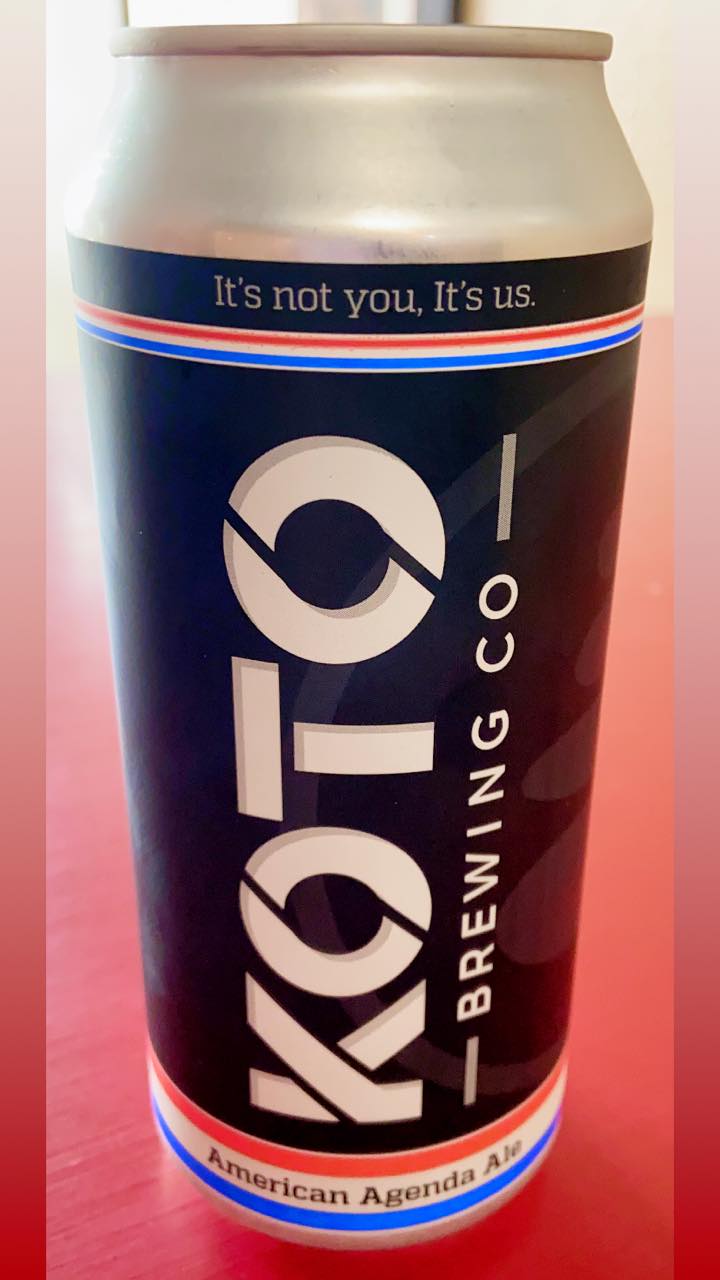 It's not you, It's us.
KOTO
BREWING CO
American Agenda Ale